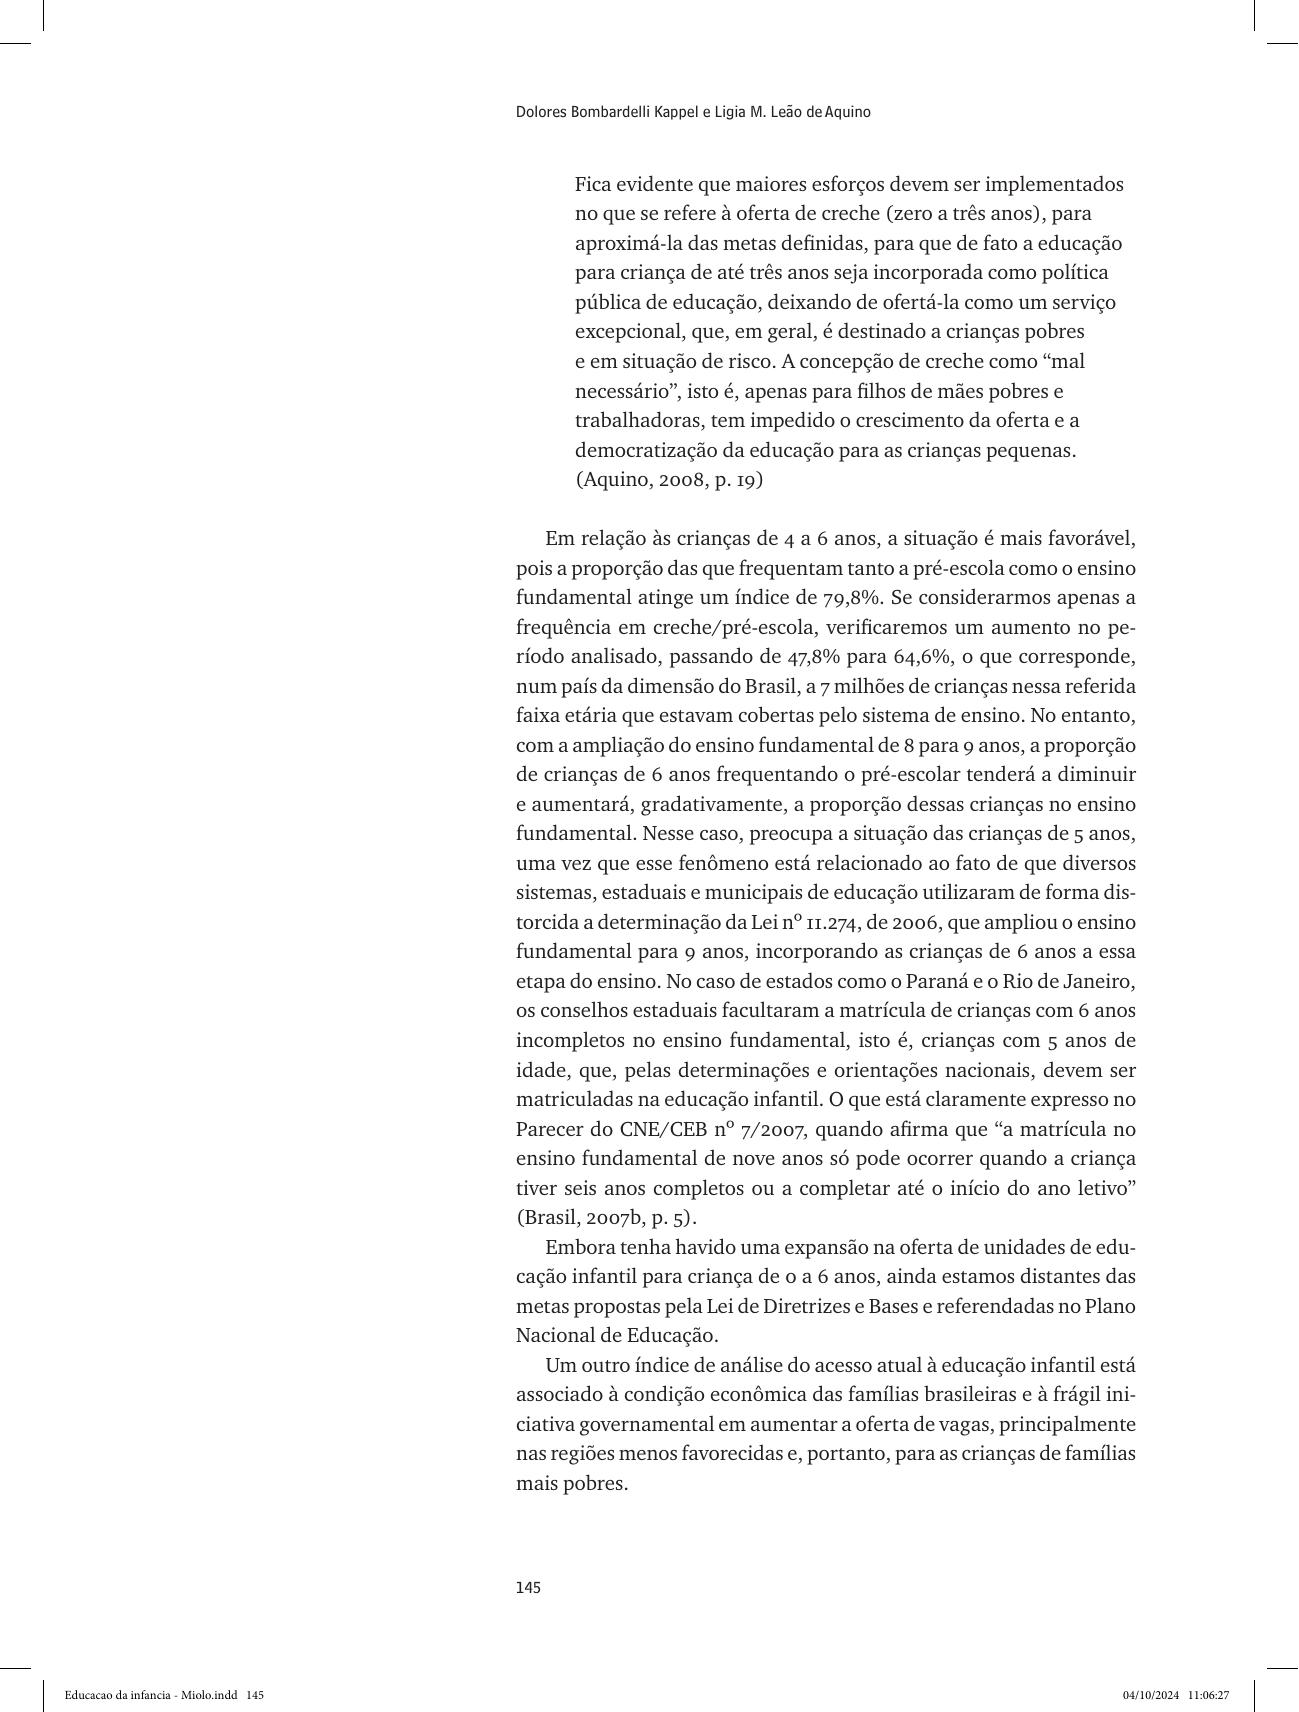 Dolores Bombardelli Kappel e Ligia M. Leão de Aquino
Fica evidente que maiores esforços devem ser implementados
no que se refere à oferta de creche (zero a três anos), para
aproximá-la das metas definidas, para que de fato a educação
para criança de até três anos seja incorporada como política
pública de educação, deixando de ofertá-la como um serviço
excepcional, que, em geral, é destinado a crianças pobres
e em situação de risco. A concepção de creche como “mal
necessário”, isto é, apenas para filhos de mães pobres e
trabalhadoras, tem impedido o crescimento da oferta e a
democratização da educação para as crianças pequenas.
(Aquino, 2008, p. 19)
Em relação às crianças de 4 a 6 anos, a situação é mais favorável,
pois a proporção das que frequentam tanto a pré-escola como o ensino
fundamental atinge um índice de 79,8%. Se considerarmos apenas a
frequência em creche/pré-escola, verificaremos um aumento no pe-
ríodo analisado, passando de 47,8% para 64,6%, o que corresponde,
num país da dimensão do Brasil, a 7 milhões de crianças nessa referida
faixa etária que estavam cobertas pelo sistema de ensino. No entanto,
com a ampliação do ensino fundamental de 8 para 9 anos, a proporção
de crianças de 6 anos frequentando o pré-escolar tenderá a diminuir
e aumentará, gradativamente, a proporção dessas crianças no ensino
fundamental. Nesse caso, preocupa a situação das crianças de 5 anos,
uma vez que esse fenômeno está relacionado ao fato de que diversos
sistemas, estaduais e municipais de educação utilizaram de forma dis-
torcida a determinação da Lei nº 11.274, de 2006, que ampliou o ensino
fundamental para 9 anos, incorporando as crianças de 6 anos a essa
etapa do ensino. No caso de estados como o Paraná e o Rio de Janeiro,
os conselhos estaduais facultaram a matrícula de crianças com 6 anos
incompletos no ensino fundamental, isto é, crianças com 5 anos de
idade, que, pelas determinações e orientações nacionais, devem ser
matriculadas na educação infantil. O que está claramente expresso no
Parecer do CNE/CEB nº 7/2007, quando afirma que “a matrícula no
ensino fundamental de nove anos só pode ocorrer quando a criança
tiver seis anos completos ou a completar até o início do ano letivo”
(Brasil, 2007b, p. 5).
Embora tenha havido uma expansão na oferta de unidades de edu-
cação infantil para criança de 0 a 6 anos, ainda estamos distantes das
metas propostas pela Lei de Diretrizes e Bases e referendadas no Plano
Nacional de Educação.
Um outro índice de análise do acesso atual à educação infantil está
associado à condição econômica das famílias brasileiras e à frágil ini-
ciativa governamental em aumentar a oferta de vagas, principalmente
nas regiões menos favorecidas e, portanto, para as crianças de famílias
mais pobres.
145
Educacao da infancia - Miolo.indd 145
04/10/2024 11:06:27